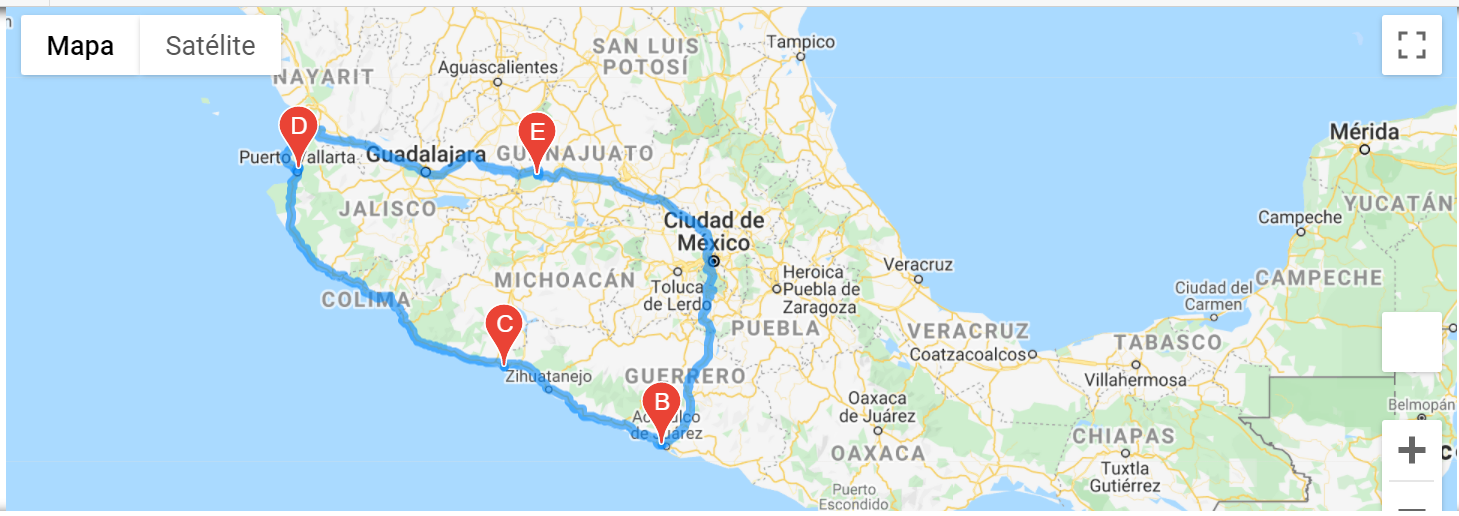 Mapa
Satélite
SAN LUIS
POTOSÍ
Tampico
Aguascalientes
NAYARIT
D
E
Mérida
Puerto Vallarta
Guadalajara
GUANAJUATO
YUCATÁN
JALISCO
Campeche
Ciudad de
México
Veracruz
Heroica
Puebla de
Zaragoza
MICHOACÁN
Toluca
de Lerdo
CAMPECHE
Ciudad del
Carmen
COLIMA
C
PUEBLA
VERACRUZ
Coatzacoalcos
TABASCO
Villahermosa
Zihuatanejo
GUERRERO
B
Acapulco
de Juárez
Oaxaca
de Juárez
Belmopán
CHIAPAS
OAXACA
Tuxtla
Gutiérrez
Puerto
Escondido